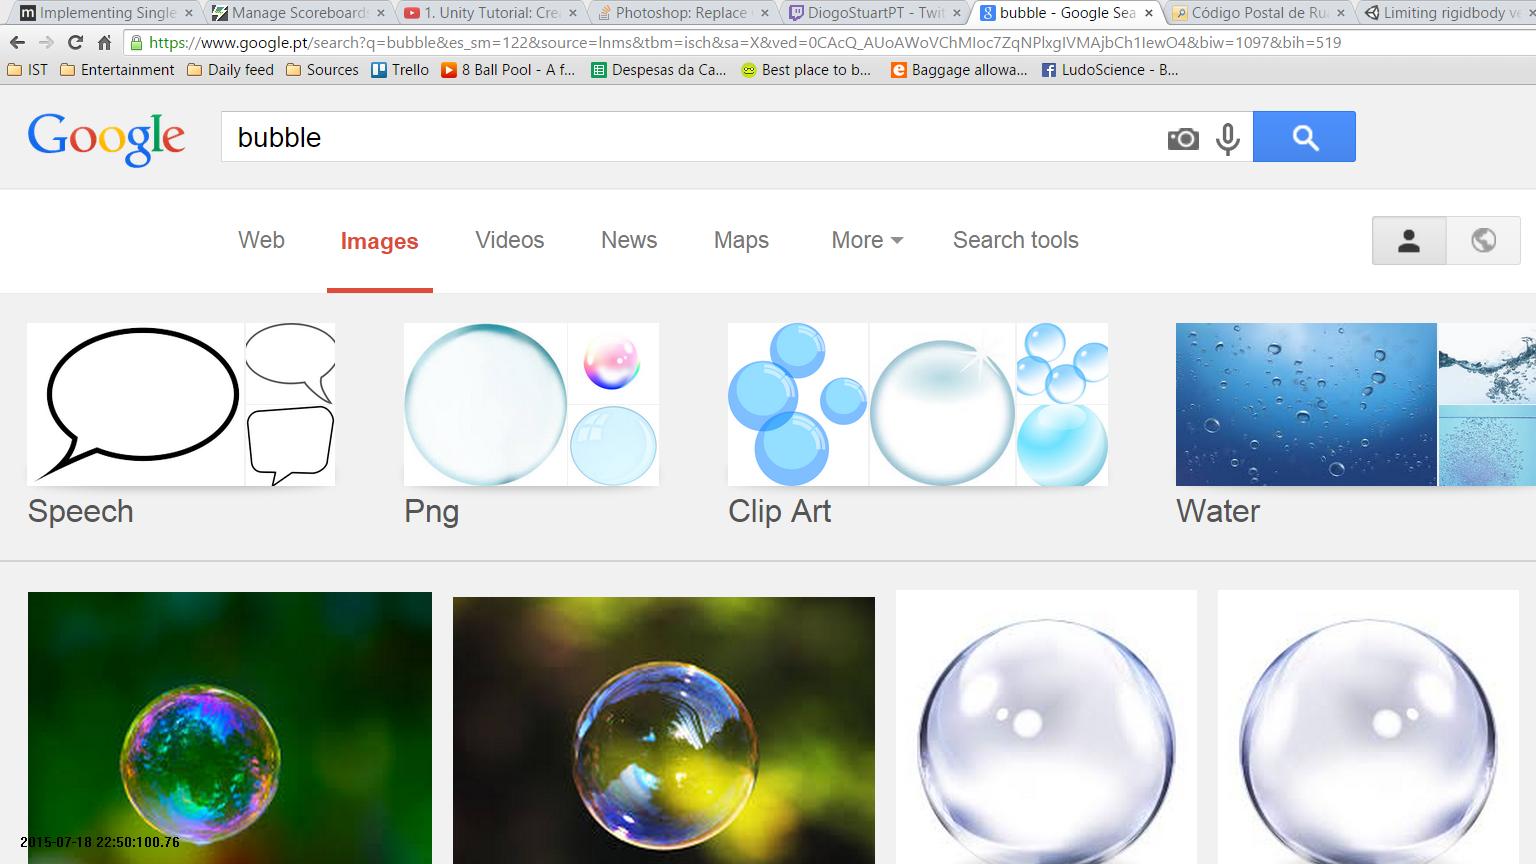 Implementing Single
Manage Scoreboard
1. Unity Tutorial: Cre
Photoshop: Replace
DiogoStuartPT - Twit
bubble - Google Sea
Código Postal de Ru
Limiting rigidbody ve
https://www.google.pt/search?q=bubble&es_sm=122&source=lnms&tbm=isch&sa=X&ved=0CAcQ_AUoAWoVChMIoc7ZqNPlxgIVMAjbCh1IewO4&biw=1097&bih=519
IST
Entertainment
Daily feed
Sources
Trello
8 Ball Pool - A f...
Despesas da Ca...
Best place to b...
Baggage allowa...
LudoScience - B...
Google
bubble
Web
Images
Videos
News
Maps
More
Search tools
Speech
Png
Clip Art
Water
2015-07-18 22:50:100.76